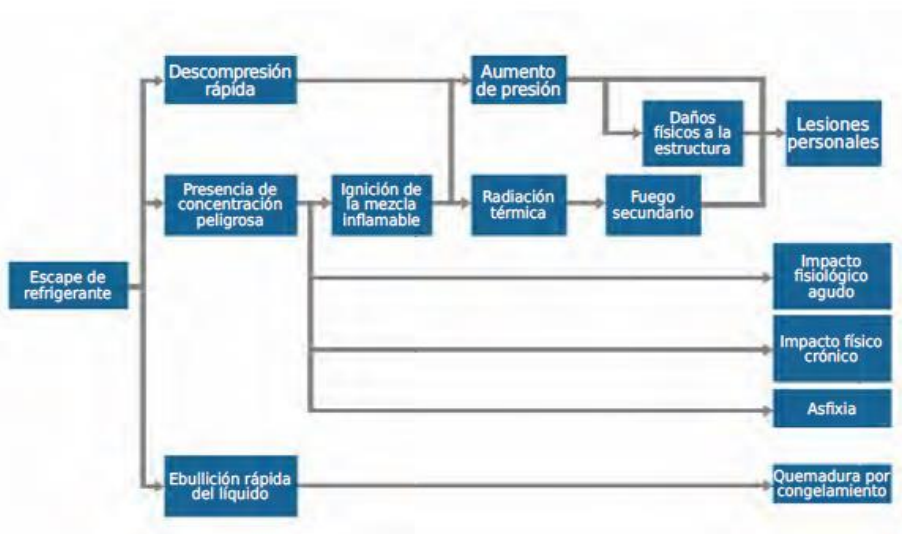 Descompresión
rápida
Aumento
de presión
Daños
físicos a la
estructura
Lesiones
personales
Presencia de
concentración
peligrosa
Ignición de
la mezcla
inflamable
Radiación
térmica
Fuego
secundario
Escape de
refrigerante
Impacto
fisiológico
agudo
Impacto físico
crónico
Asfixia
Ebullición rápida
del líquido
Quemadura por
congelamiento